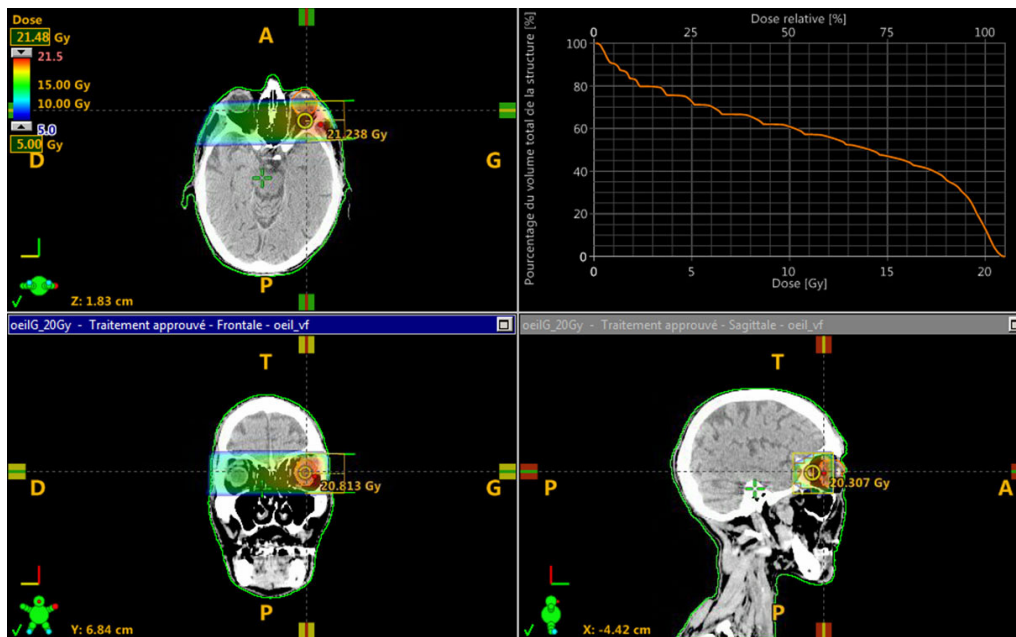 Dose
21.48 Gy
21.5
15.00 Gy
10.00 Gy
5.0
5.00 Gy
A
D
G
P
21.238 Gy
Z: 1.83 cm
Dose relative [%]
0 25 50 75 100
Pourcentage du volume total de la structure [%]
100
80
60
40
20
0
0 5 10 15 20
Dose [Gy]
oeilG_20Gy - Traitement approuvé - Frontale - oeil_vf
T
D
G
P
20.813 Gy
Y: 6.84 cm
oeilG_20Gy - Traitement approuvé - Sagittale - oeil_vf
T
P
A
P
20.307 Gy
X: -4.42 cm